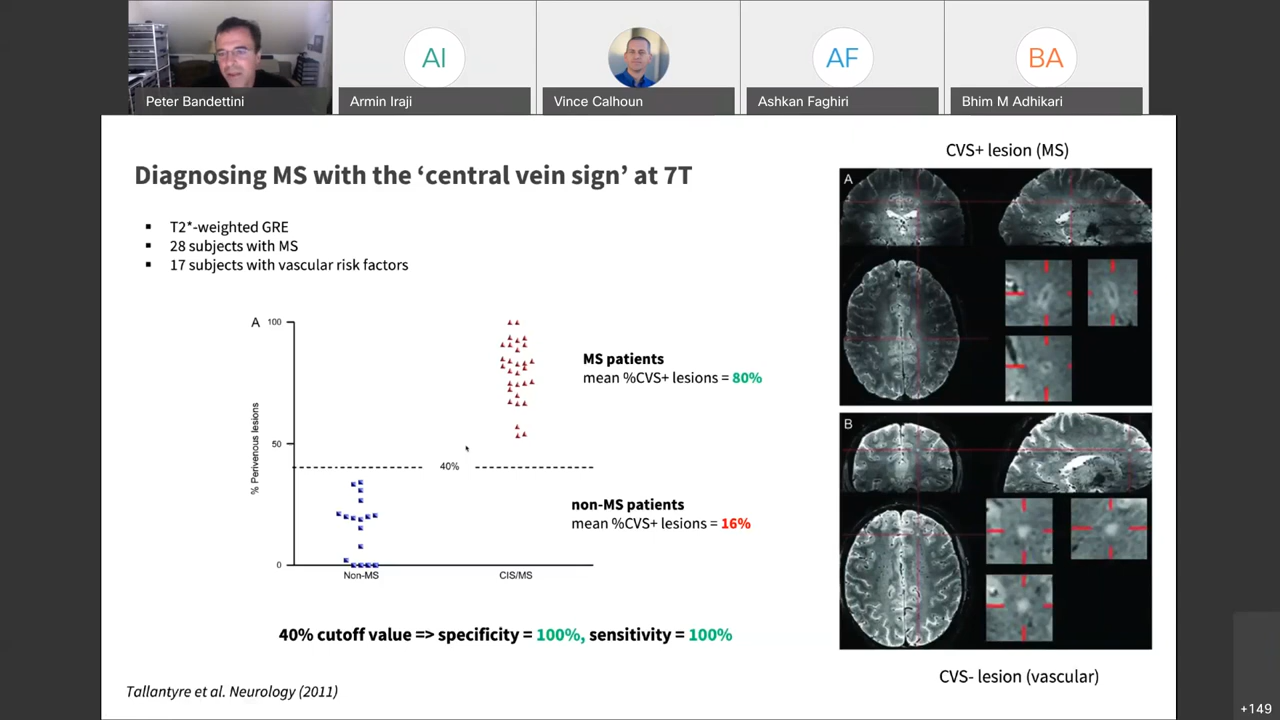 AI
AF
BA
Peter Bandettini
Armin Iraji
Vince Calhoun
Ashkan Faghiri
Bhim M Adhikari
Diagnosing MS with the ‘central vein sign’ at 7T
▪ T2*-weighted GRE
▪ 28 subjects with MS
▪ 17 subjects with vascular risk factors
A
100
50
0
% Perivenous lesions
40%
Non-MS
CIS/MS
MS patients
mean %CVS+ lesions = 80%
non-MS patients
mean %CVS+ lesions = 16%
40% cutoff value => specificity = 100%, sensitivity = 100%
Tallantyre et al. Neurology (2011)
CVS+ lesion (MS)
A
B
CVS- lesion (vascular)
+149